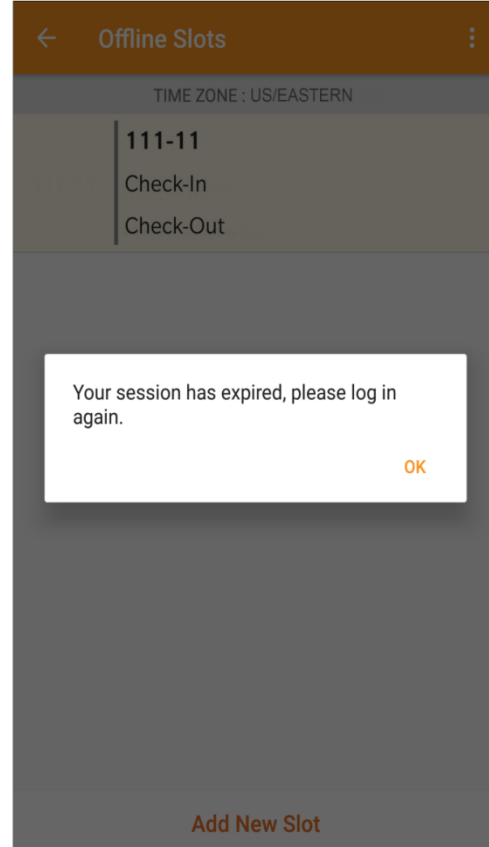 Offline Slots
TIME ZONE : US/EASTERN
111-11
Check-In
Check-Out
Your session has expired, please log in
again.
OK
Add New Slot